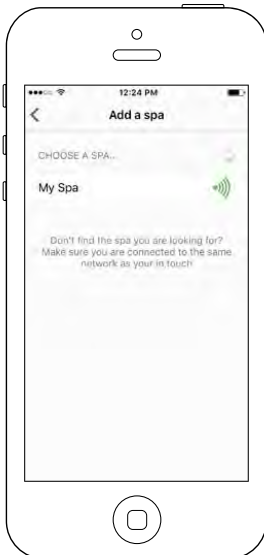 12:24 PM
Add a spa
CHOOSE A SPA...
My Spa
Don't find the spa you are looking for?
Make sure you are connected to the same
network as your in.touch